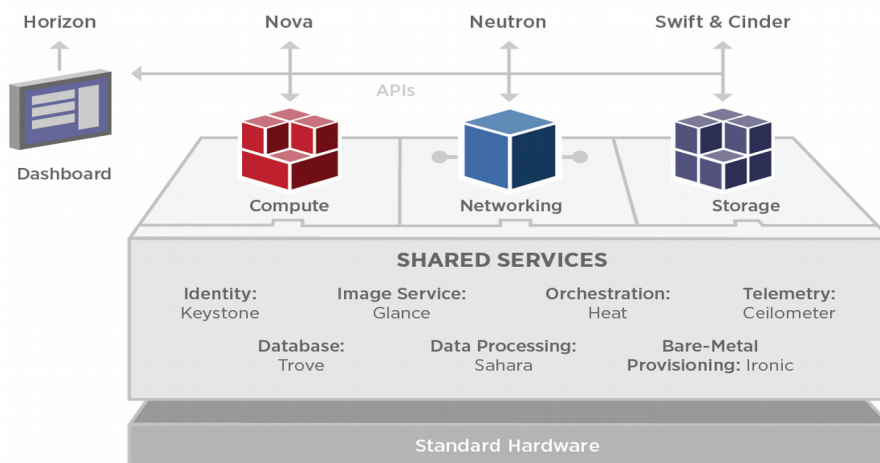 Horizon
Nova
Neutron
Swift & Cinder
APIs
Dashboard
Compute
Networking
Storage
SHARED SERVICES
Identity:
Keystone
Image Service:
Glance
Orchestration:
Heat
Telemetry:
Ceilometer
Database:
Trove
Data Processing:
Sahara
Bare-Metal
Provisioning: Ironic
Standard Hardware